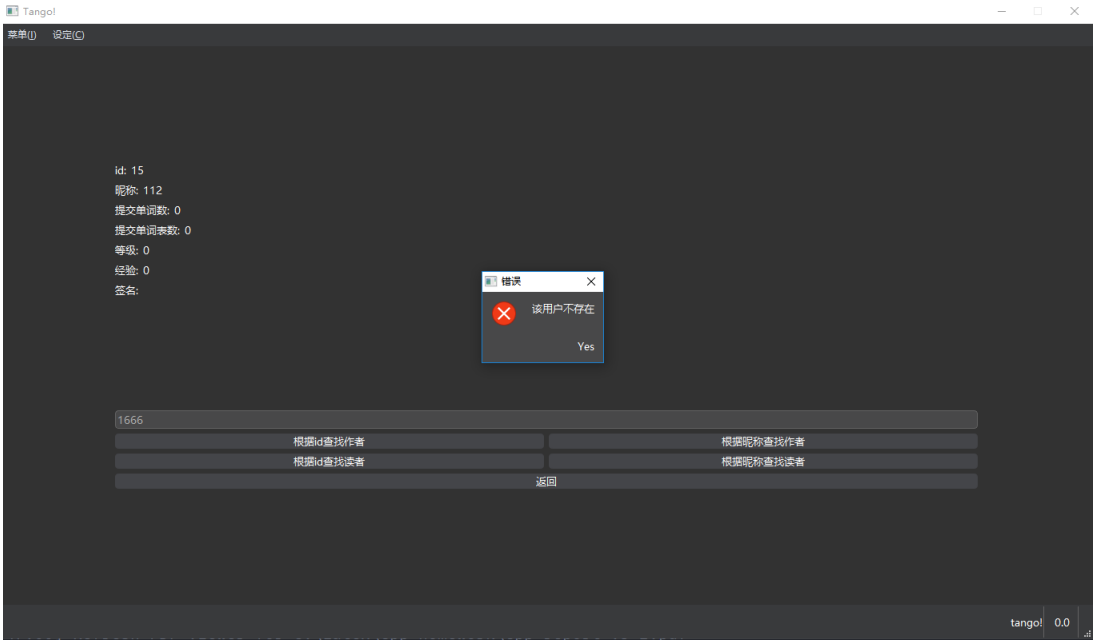 Tango!
菜单(I) 设定(C)
id: 15
昵称: 112
提交单词数: 0
提交单词表数: 0
等级: 0
经验: 0
签名:
错误
该用户不存在
Yes
1666
根据id查找作者 根据昵称查找作者
根据id查找读者 根据昵称查找读者
返回
tango! 0.0